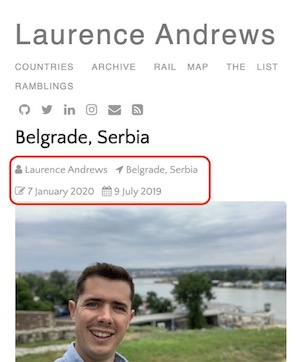 Laurence Andrews
COUNTRIES ARCHIVE RAIL MAP THE LIST
RAMBLINGS
Belgrade, Serbia
Laurence Andrews Belgrade, Serbia
7 January 2020 9 July 2019